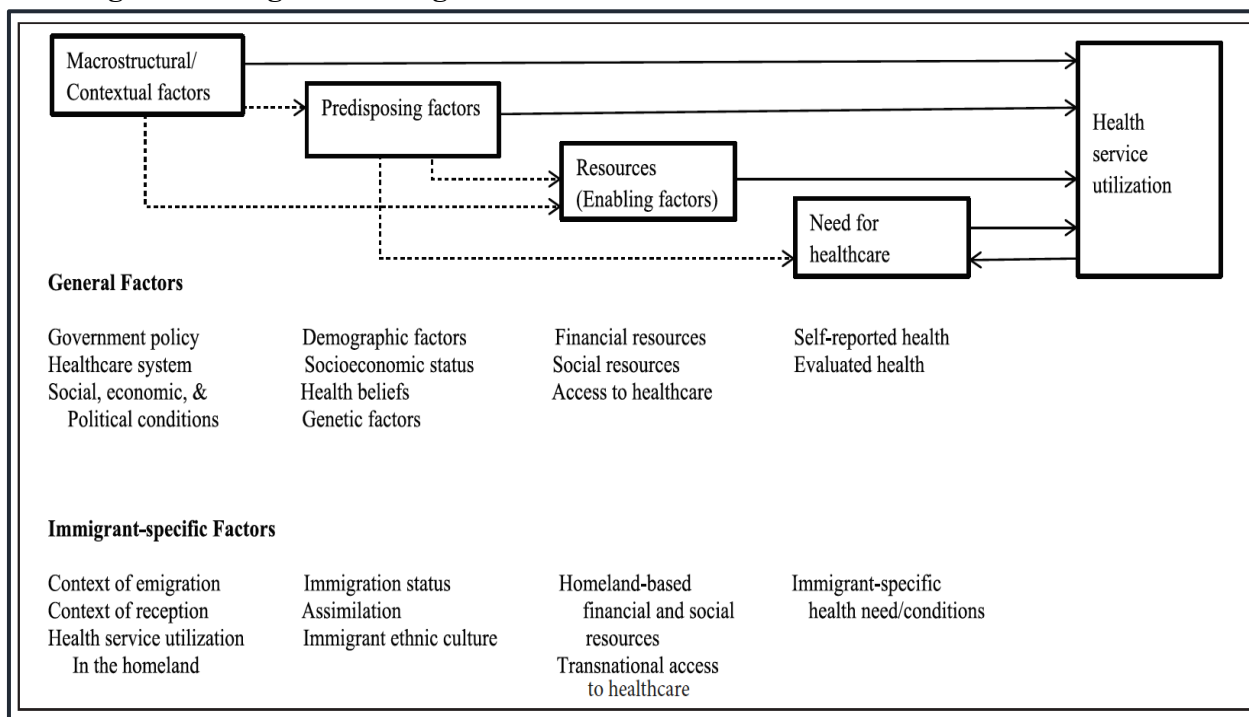 Macrostructural/
Contextual factors
Predisposing factors
Resources
(Enabling factors)
Need for
healthcare
Health
service
utilization
General Factors
Government policy
Healthcare system
Social, economic, &
Political conditions
Demographic factors
Socioeconomic status
Health beliefs
Genetic factors
Financial resources
Social resources
Access to healthcare
Self-reported health
Evaluated health
Immigrant-specific Factors
Context of emigration
Context of reception
Health service utilization
In the homeland
Immigration status
Assimilation
Immigrant ethnic culture
Homeland-based
financial and social
resources
Transnational access
to healthcare
Immigrant-specific
health need/conditions